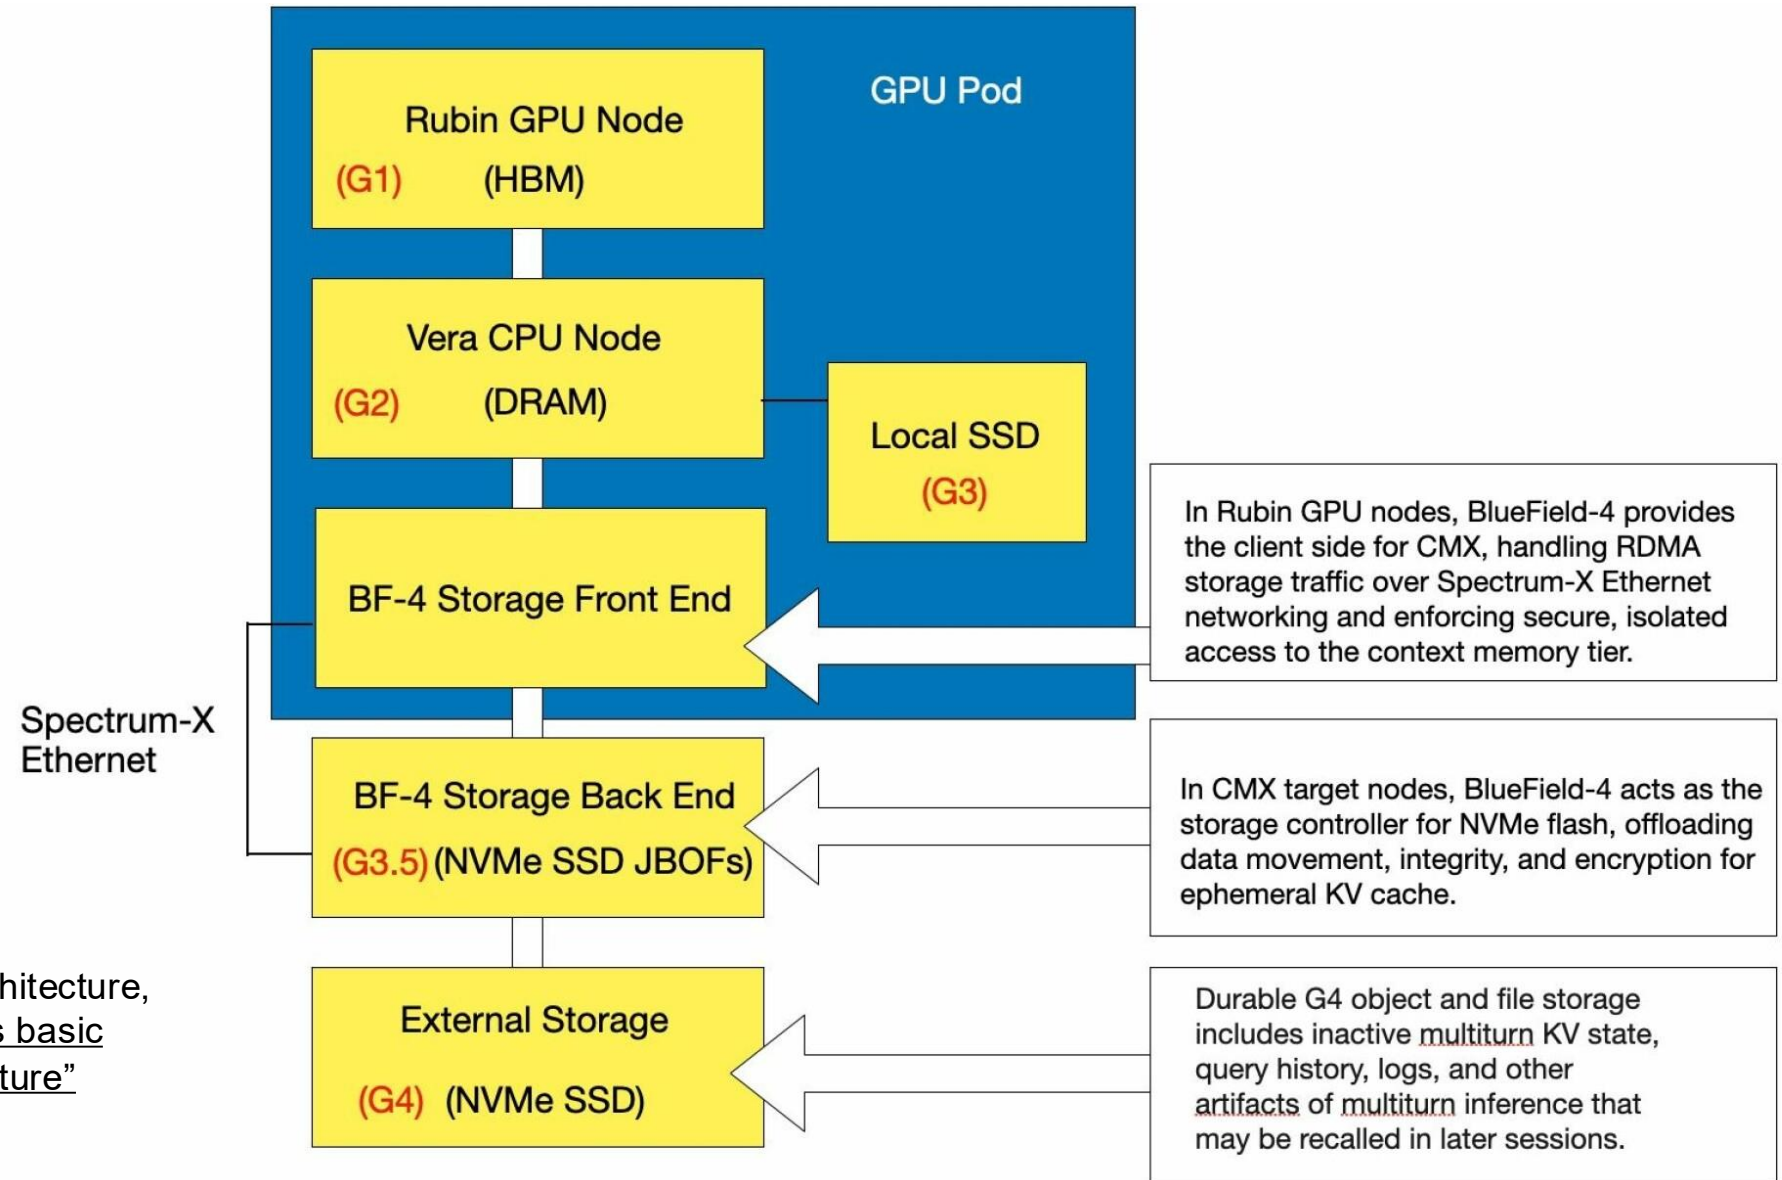 GPU Pod
Rubin GPU Node
(G1) (HBM)
Vera CPU Node
(G2) (DRAM)
Local SSD
(G3)
BF-4 Storage Front End
In Rubin GPU nodes, BlueField-4 provides
the client side for CMX, handling RDMA
storage traffic over Spectrum-X Ethernet
networking and enforcing secure, isolated
access to the context memory tier.
Spectrum-X
Ethernet
BF-4 Storage Back End
(G3.5) (NVMe SSD JBOFs)
In CMX target nodes, BlueField-4 acts as the
storage controller for NVMe flash, offloading
data movement, integrity, and encryption for
ephemeral KV cache.
External Storage
(G4) (NVMe SSD)
Durable G4 object and file storage
includes inactive multiturn KV state,
query history, logs, and other
artifacts of multiturn inference that
may be recalled in later sessions.
hitecture,
s basic
ture”